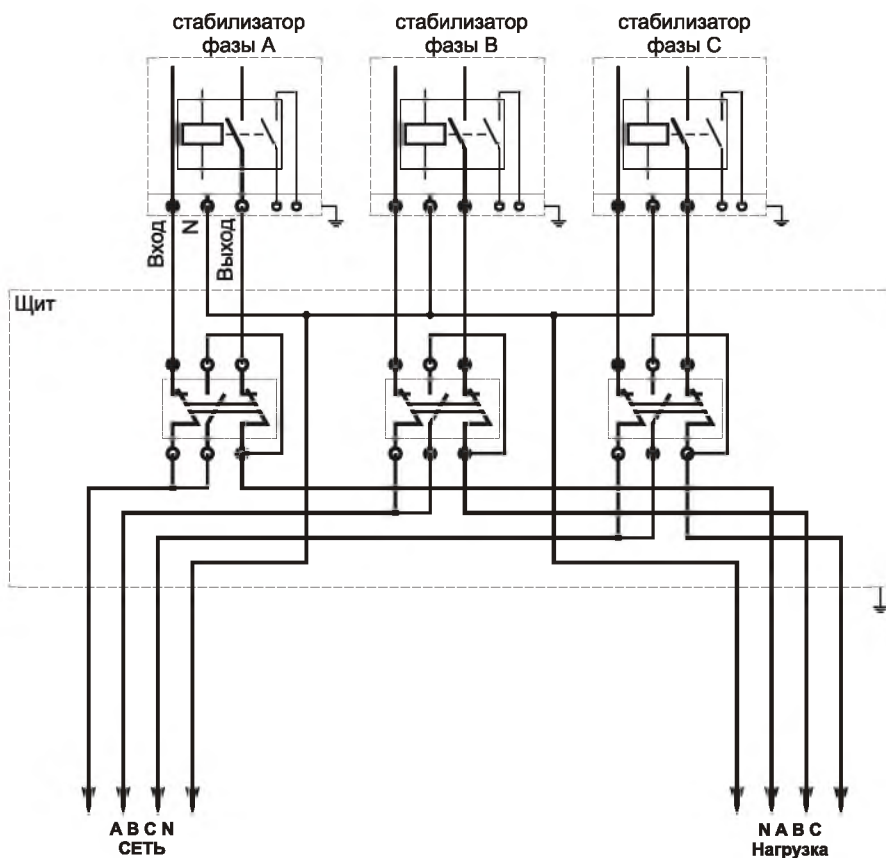 стабилизатор
фазы А
стабилизатор
фазы В
стабилизатор
фазы С
Вход
N
Выход
Щит
A B C N
СЕТЬ
N A B C
Нагрузка